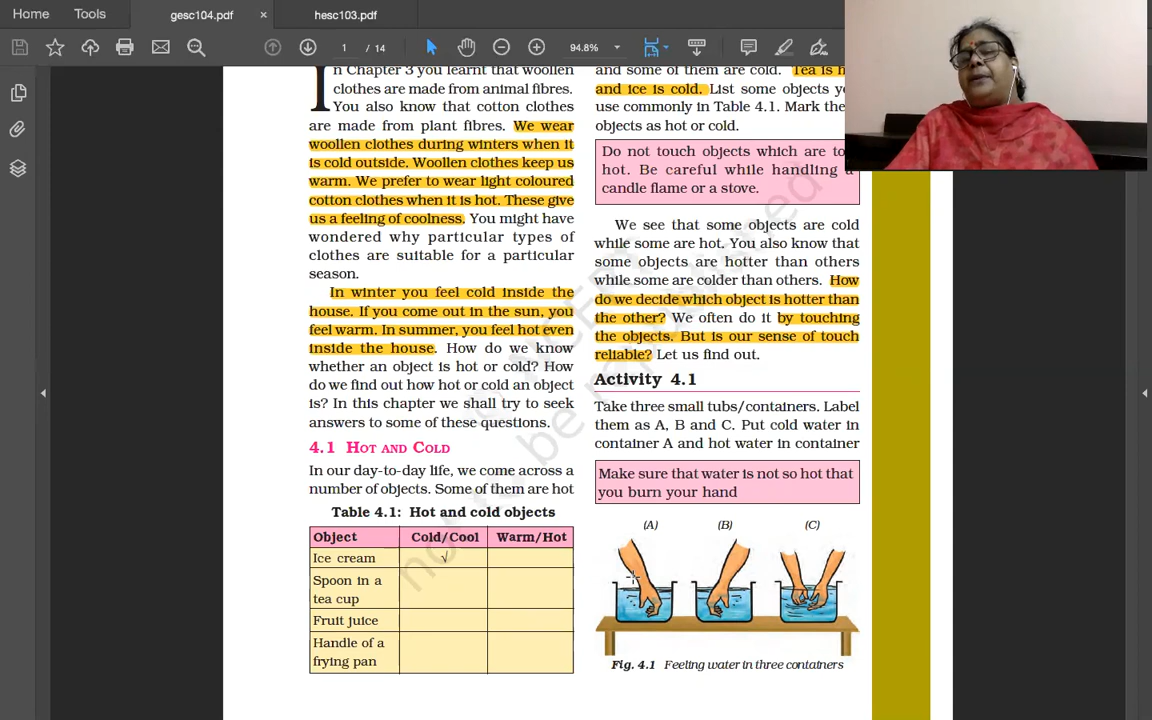 Home
Tools
gesc104.pdf
×
hesc103.pdf
1 / 14
94.8%
n Chapter 3 you learnt that woollen
clothes are made from animal fibres.
You also know that cotton clothes
are made from plant fibres. We wear
woollen clothes during winters when it
is cold outside. Woollen clothes keep us
warm. We prefer to wear light coloured
cotton clothes when it is hot. These give
us a feeling of coolness. You might have
wondered why particular types of
clothes are suitable for a particular
season.
In winter you feel cold inside the
house. If you come out in the sun, you
feel warm. In summer, you feel hot even
inside the house. How do we know
whether an object is hot or cold? How
do we find out how hot or cold an object
is? In this chapter we shall try to seek
answers to some of these questions.
4.1 HOT AND COLD
In our day-to-day life, we come across a
number of objects. Some of them are hot
Table 4.1: Hot and cold objects
Object Cold/Cool Warm/Hot
Ice cream √
Spoon in a
tea cup
Fruit juice
Handle of a
frying pan
and some of them are cold. Tea is
and ice is cold. List some objects
use commonly in Table 4.1. Mark
objects as hot or cold.
Do not touch objects which are
hot. Be careful while handling a
candle flame or a stove.
We see that some objects are cold
while some are hot. You also know that
some objects are hotter than others
while some are colder than others. How
do we decide which object is hotter than
the other? We often do it by touching
the objects. But is our sense of touch
reliable? Let us find out.
Activity 4.1
Take three small tubs/containers. Label
them as A, B and C. Put cold water in
container A and hot water in container
Make sure that water is not so hot that
you burn your hand
(A) (B) (C)
Fig. 4.1 Feeling water in three containers
© NCERT
not to be republished